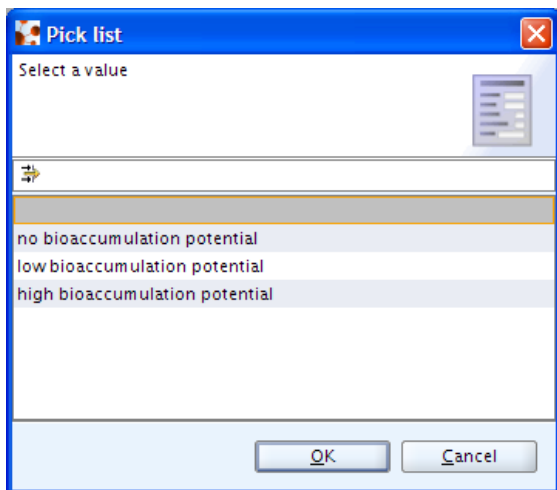 Pick list
Select a value
no bioaccumulation potential
low bioaccumulation potential
high bioaccumulation potential
OK
Cancel